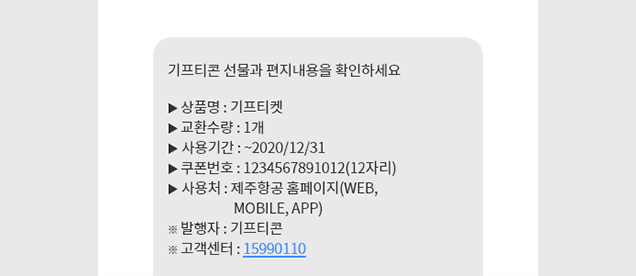 기프티콘 선물과 편지내용을 확인하세요
▶ 상품명 : 기프티켓
▶ 교환수량 : 1개
▶ 사용기간 : ~2020/12/31
▶ 쿠폰번호 : 1234567891012(12자리)
▶ 사용처 : 제주항공 홈페이지(WEB,
MOBILE, APP)
※ 발행자 : 기프티콘
※ 고객센터 : 15990110